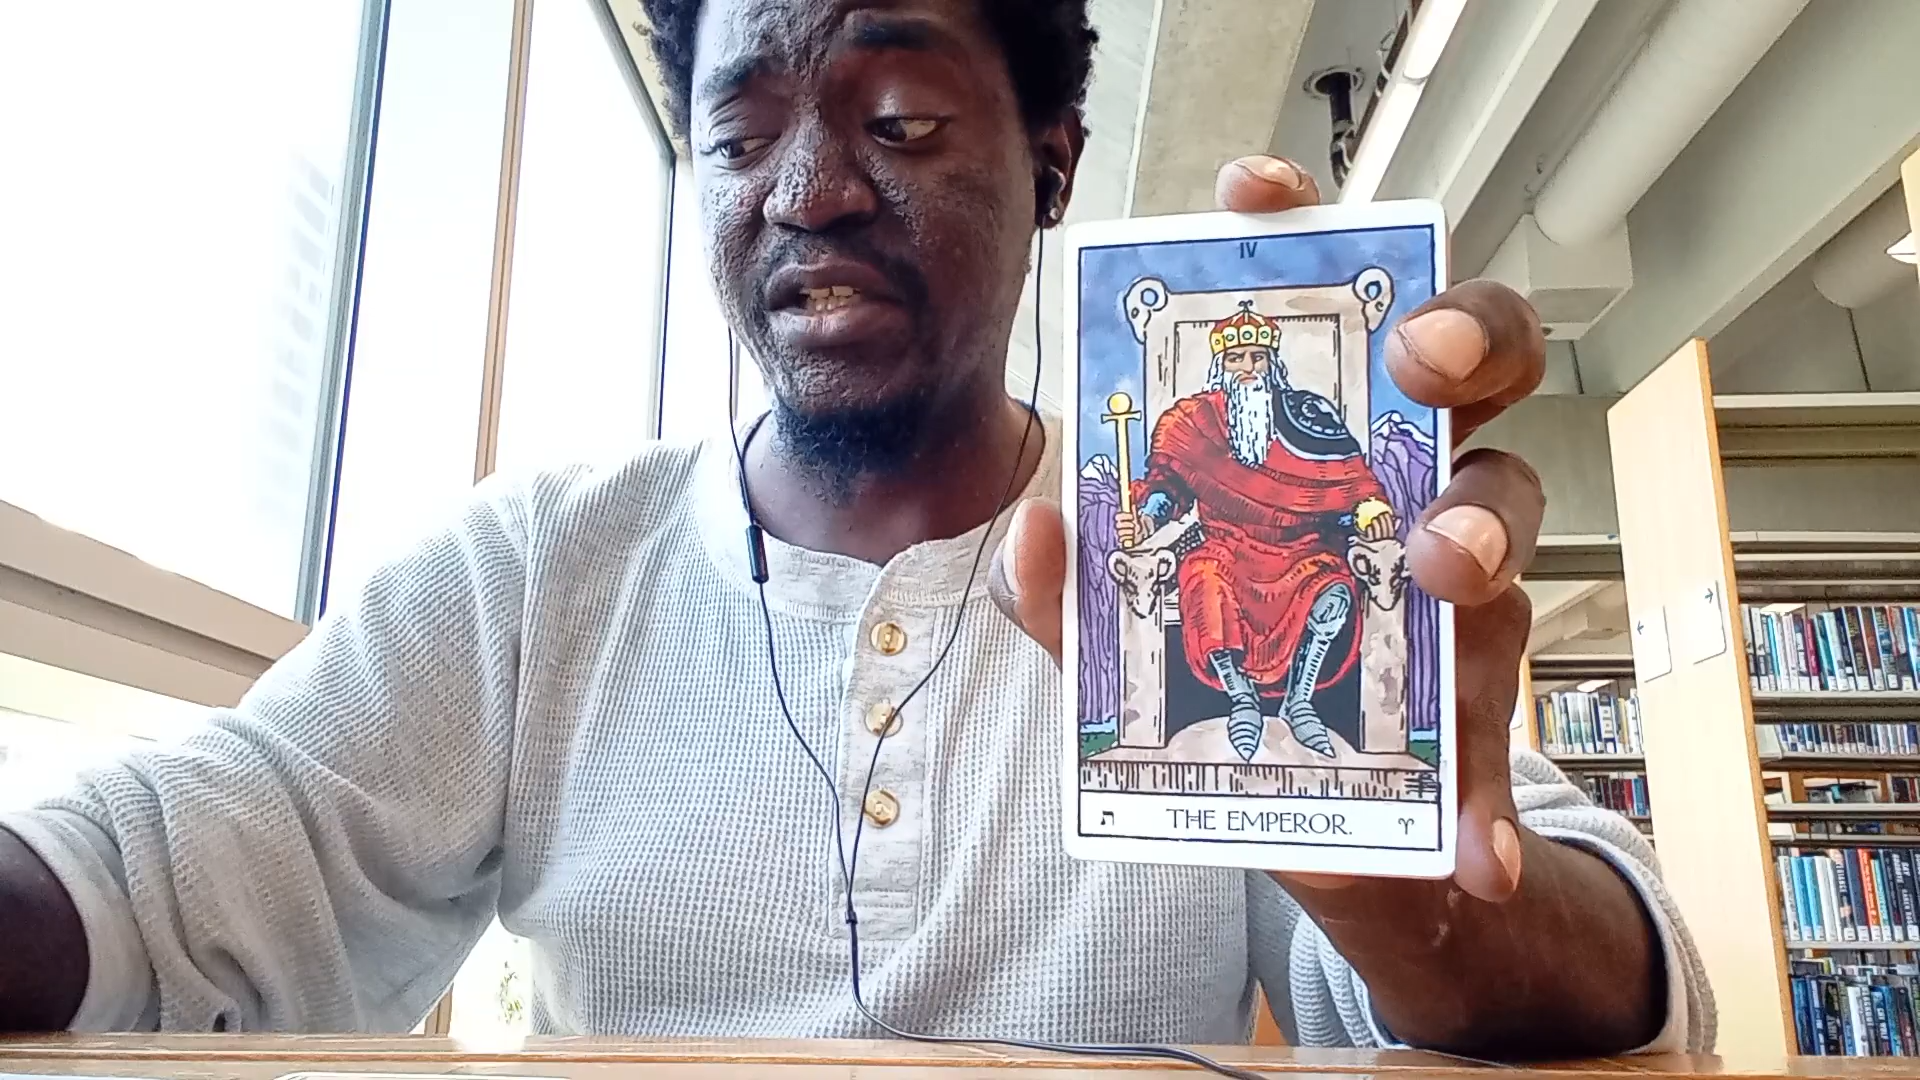 IV
ת THE EMPEROR. ♈